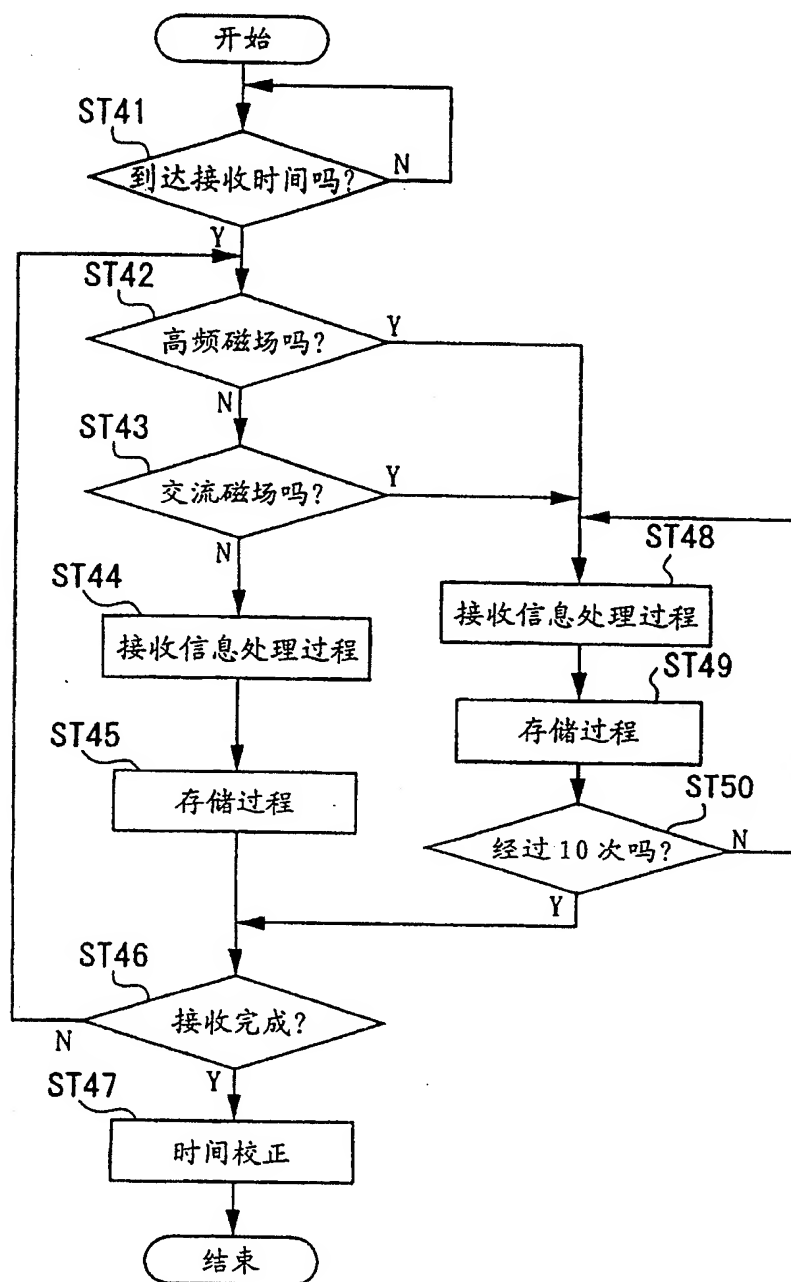 开始
ST41
到达接收时间吗?
N
Y
ST42
高频磁场吗?
Y
N
ST43
交流磁场吗?
Y
N
ST48
接收信息处理过程
ST44
接收信息处理过程
ST49
存储过程
ST45
存储过程
ST50
经过10次吗?
N
Y
ST46
接收完成?
N
Y
ST47
时间校正
结束